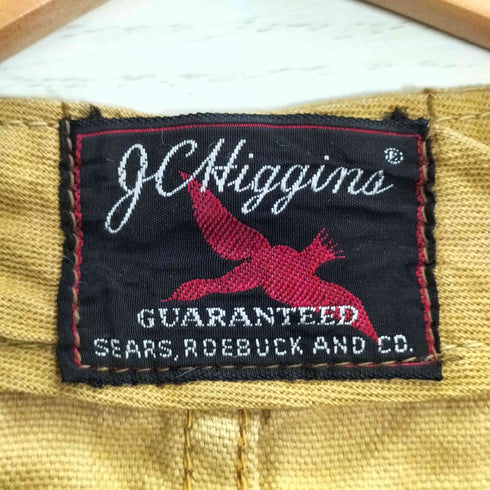 JCHiggins ®
GUARANTEED
SEARS, ROEBUCK AND CO.